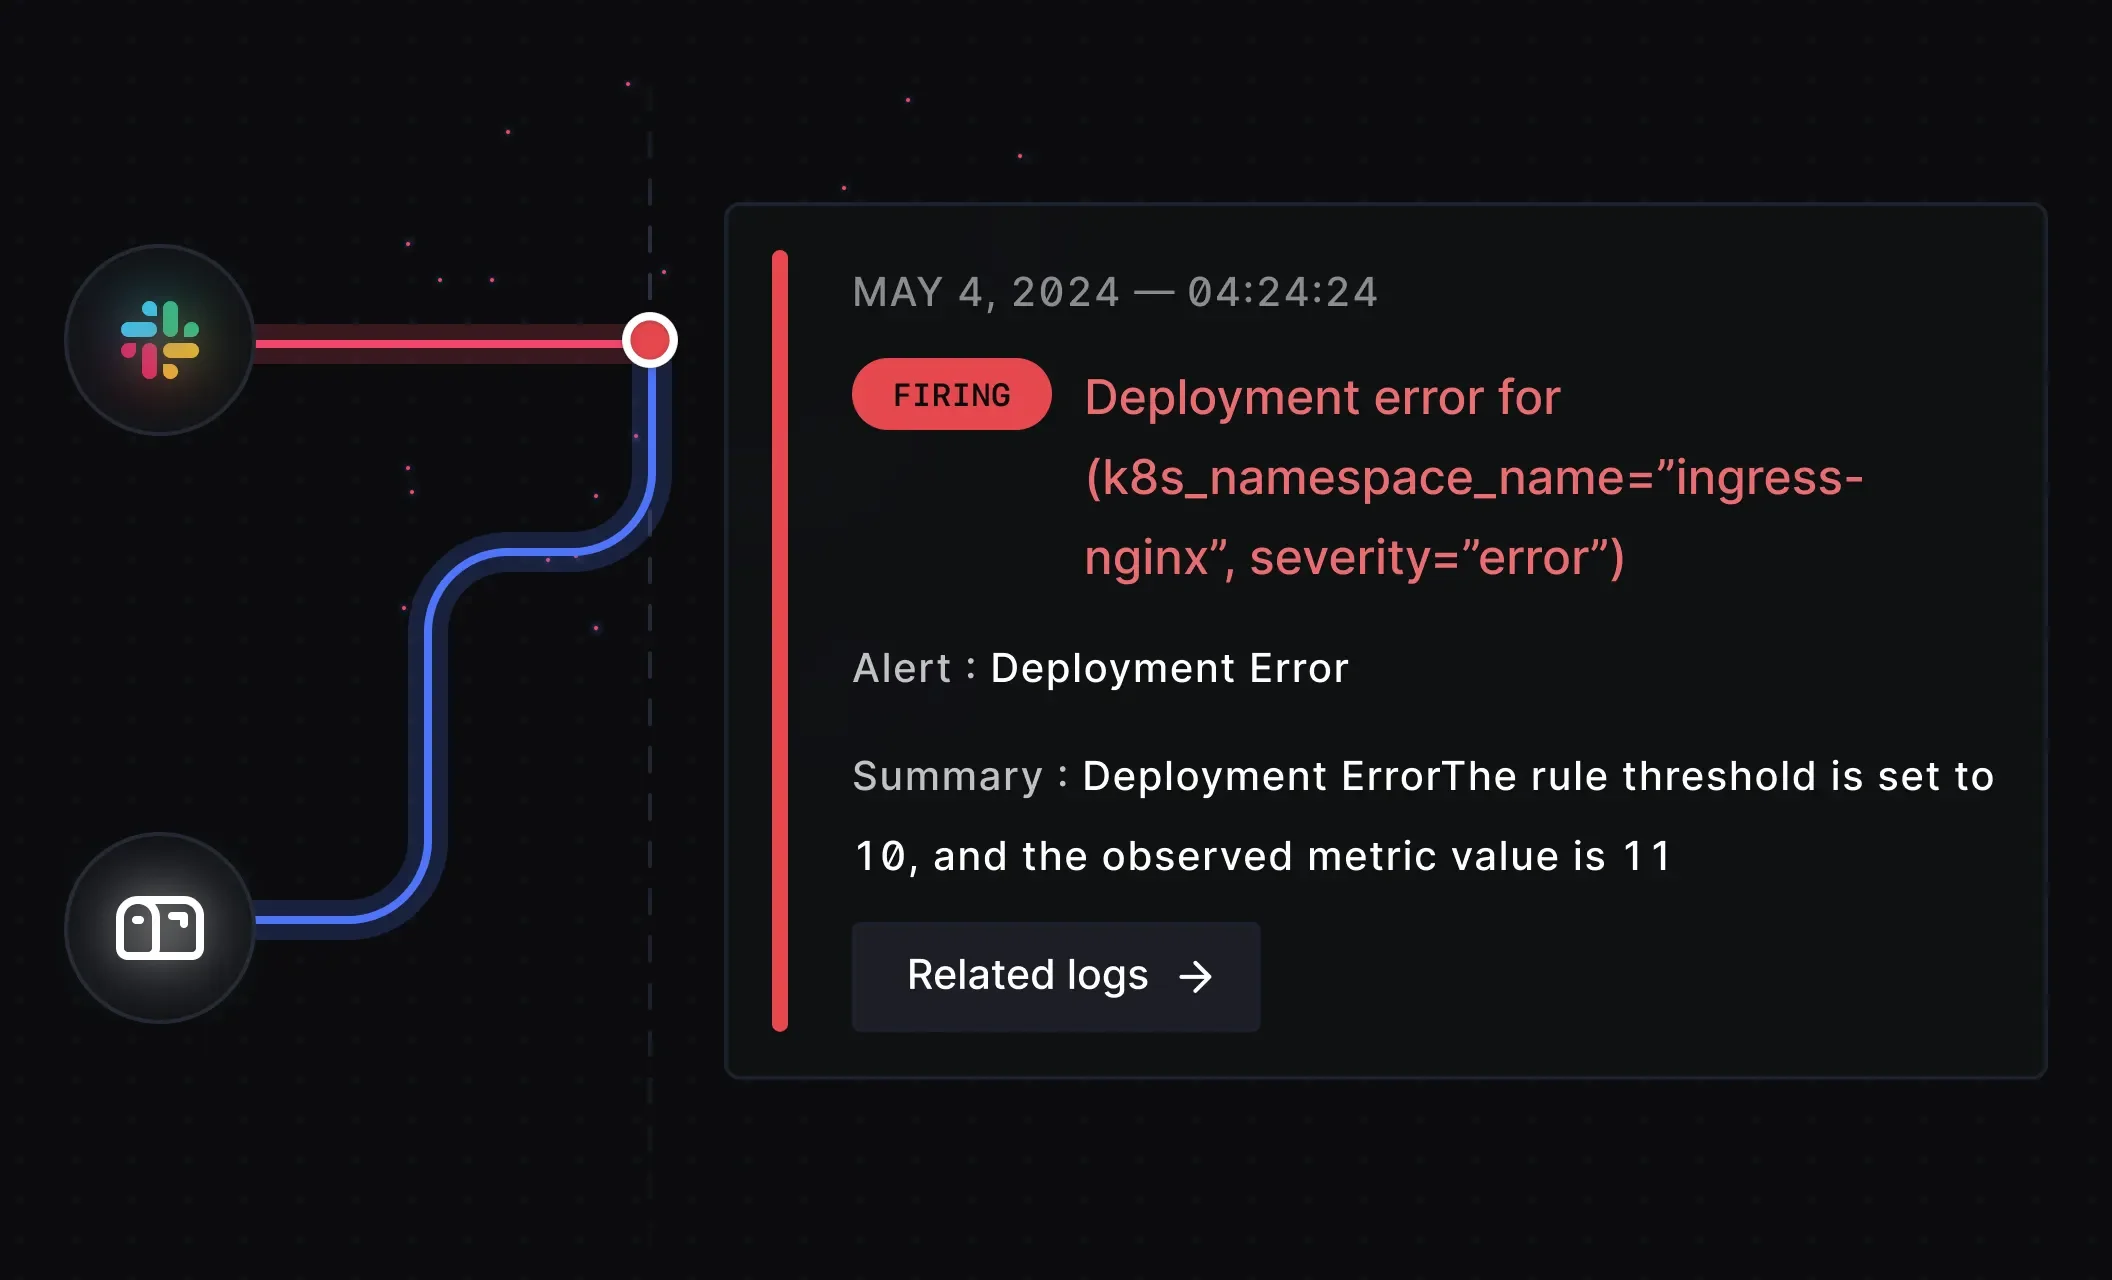 MAY 4, 2024 — 04:24:24
FIRING Deployment error for
(k8s_namespace_name=”ingress-
nginx”, severity=”error”)
Alert : Deployment Error
Summary : Deployment ErrorThe rule threshold is set to
10, and the observed metric value is 11
Related logs →